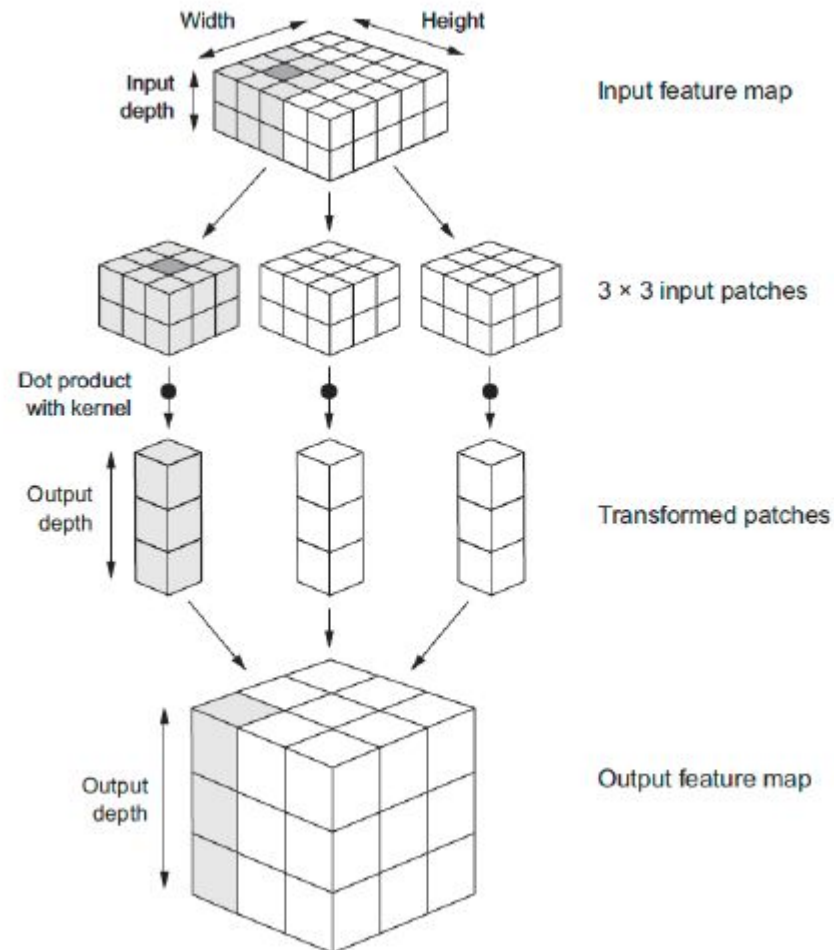 Width
Height
Input
depth
Input feature map
3 × 3 input patches
Dot product
with kernel
Output
depth
Transformed patches
Output
depth
Output feature map